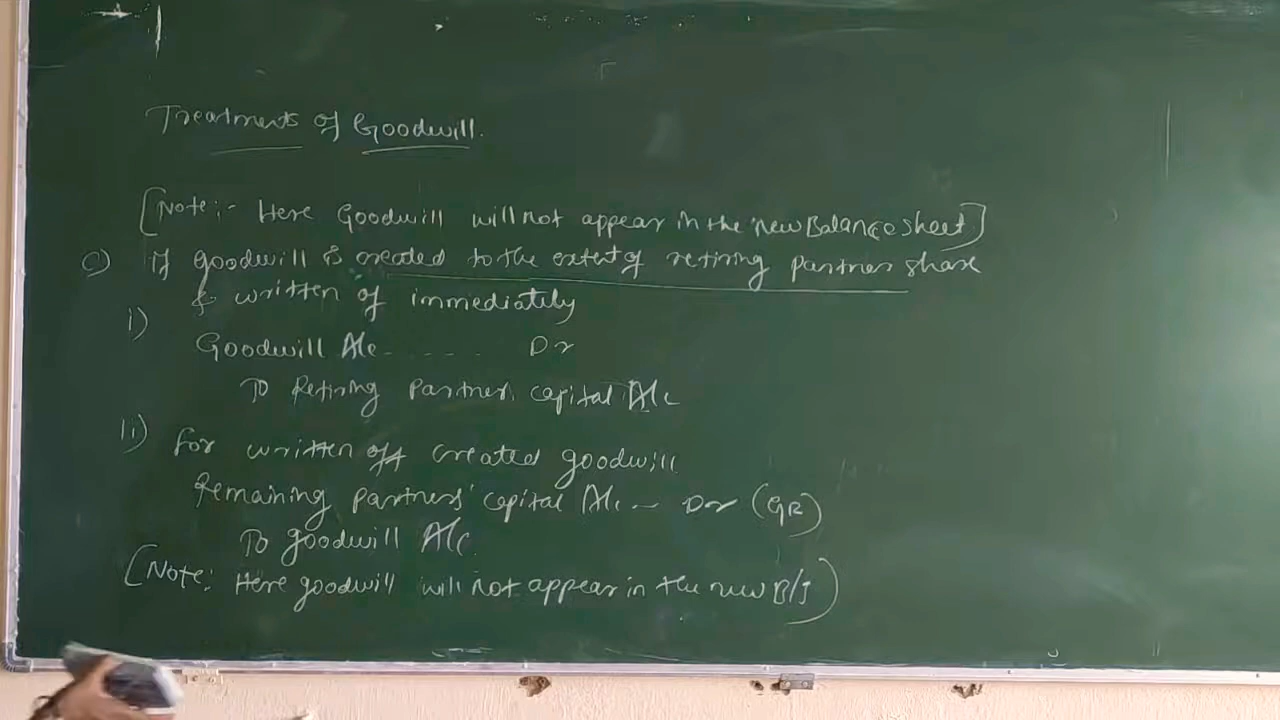 Treatments of Goodwill.
[Note:- Here Goodwill will not appear in the new Balance sheet]
c) If goodwill is created to the extent of retiring partner share
& written of immediately
i)
Goodwill A/c ...... Dr
To Retiring Partner capital A/c
ii) for written off created goodwill
Remaining partners' capital A/c - Dr (GR)
To goodwill A/c
[Note: Here goodwill will not appear in the new B/S)